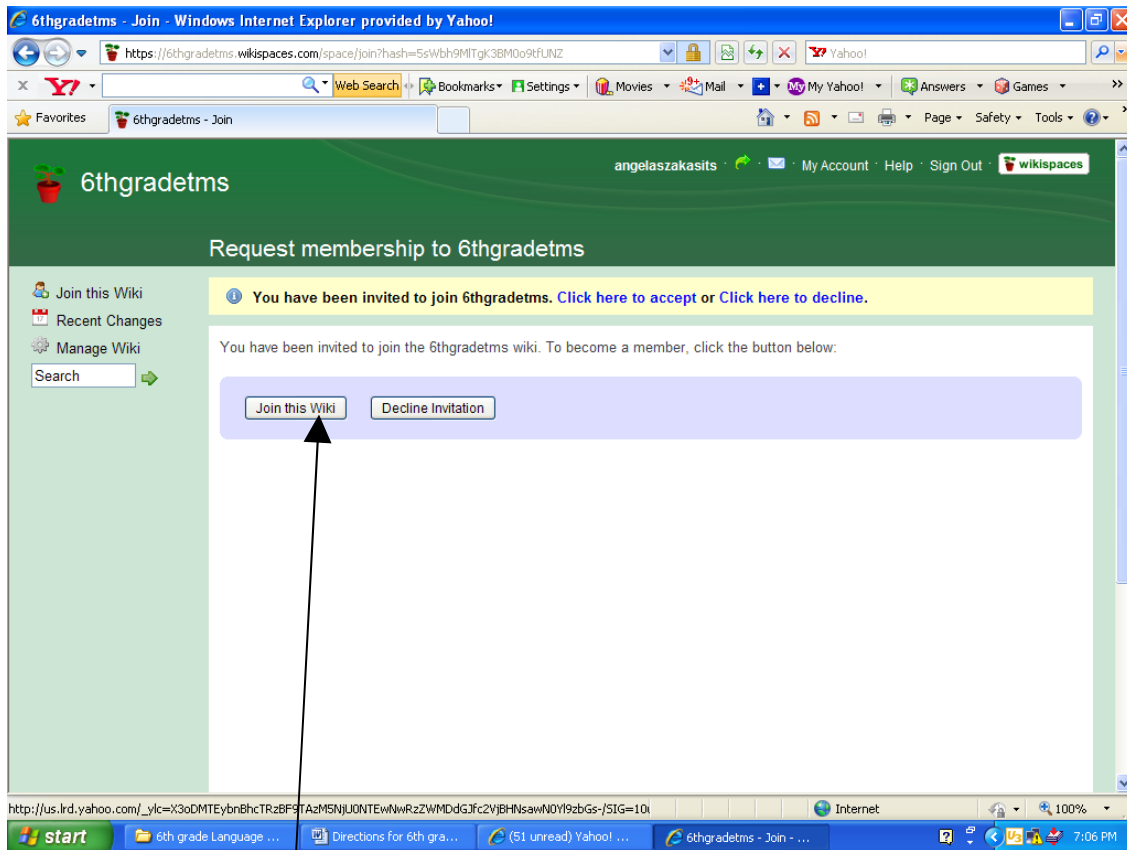 6thgradetms - Join - Windows Internet Explorer provided by Yahoo!
https://6thgradetms.wikispaces.com/space/join?hash=5sWbh9MlTgK3BM0o9tfUNZ
Yahoo!
x Y! Web Search Bookmarks Settings Movies 9+ Mail My My Yahoo! Answers Games »
Favorites 6thgradetms - Join Page Safety Tools
6thgradetms
angelaszakasits · My Account · Help · Sign Out · wikispaces
Request membership to 6thgradetms
Join this Wiki
Recent Changes
Manage Wiki
Search
You have been invited to join 6thgradetms. Click here to accept or Click here to decline.
You have been invited to join the 6thgradetms wiki. To become a member, click the button below:
Join this Wiki Decline Invitation
Internet 100%
start 6th grade Language ... Directions for 6th gra... (51 unread) Yahoo! ... 6thgradetms - Join - ... 7:06 PM